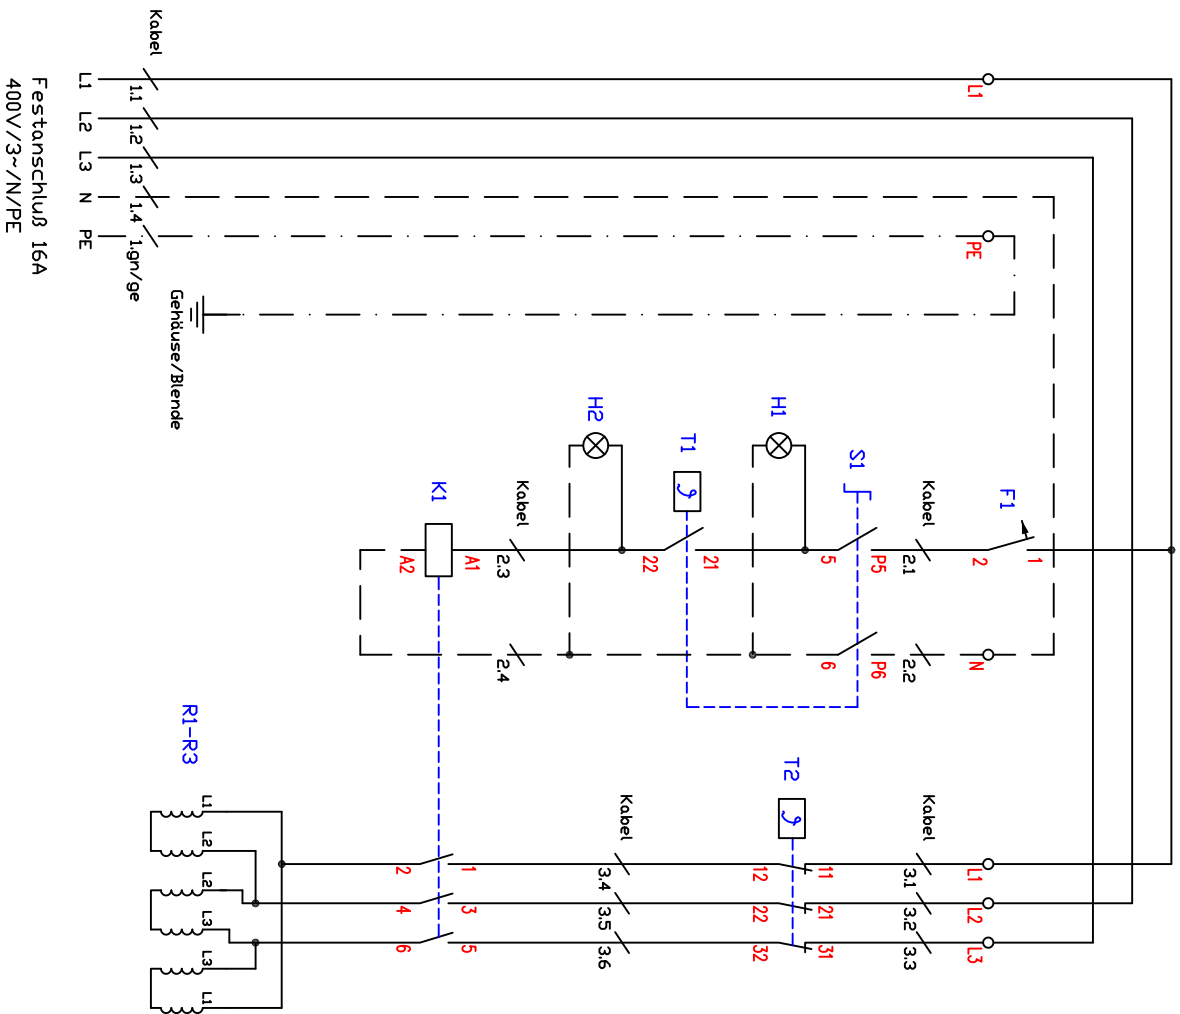 1
F1
L1 PE 2 N L1 L2 L3
Kabel Kabel
2.1 2.2 3.1 3.2 3.3
P5 P6
S1
5 6 11 21 31
T2
ϑ
H1
12 22 32
21
T1
ϑ
22
Kabel
3.4 3.5 3.6
H2
Kabel
2.3 2.4
A1 1 3 5
K1
A2 2 4 6
L1 L2 L2 L3 L3 L1
R1-R3
Gehäuse/Blende
Kabel
1.1 1.2 1.3 1.4 1.gn/ge
L1 L2 L3 N PE
Festanschluß 16A
400V/3~/N/PE